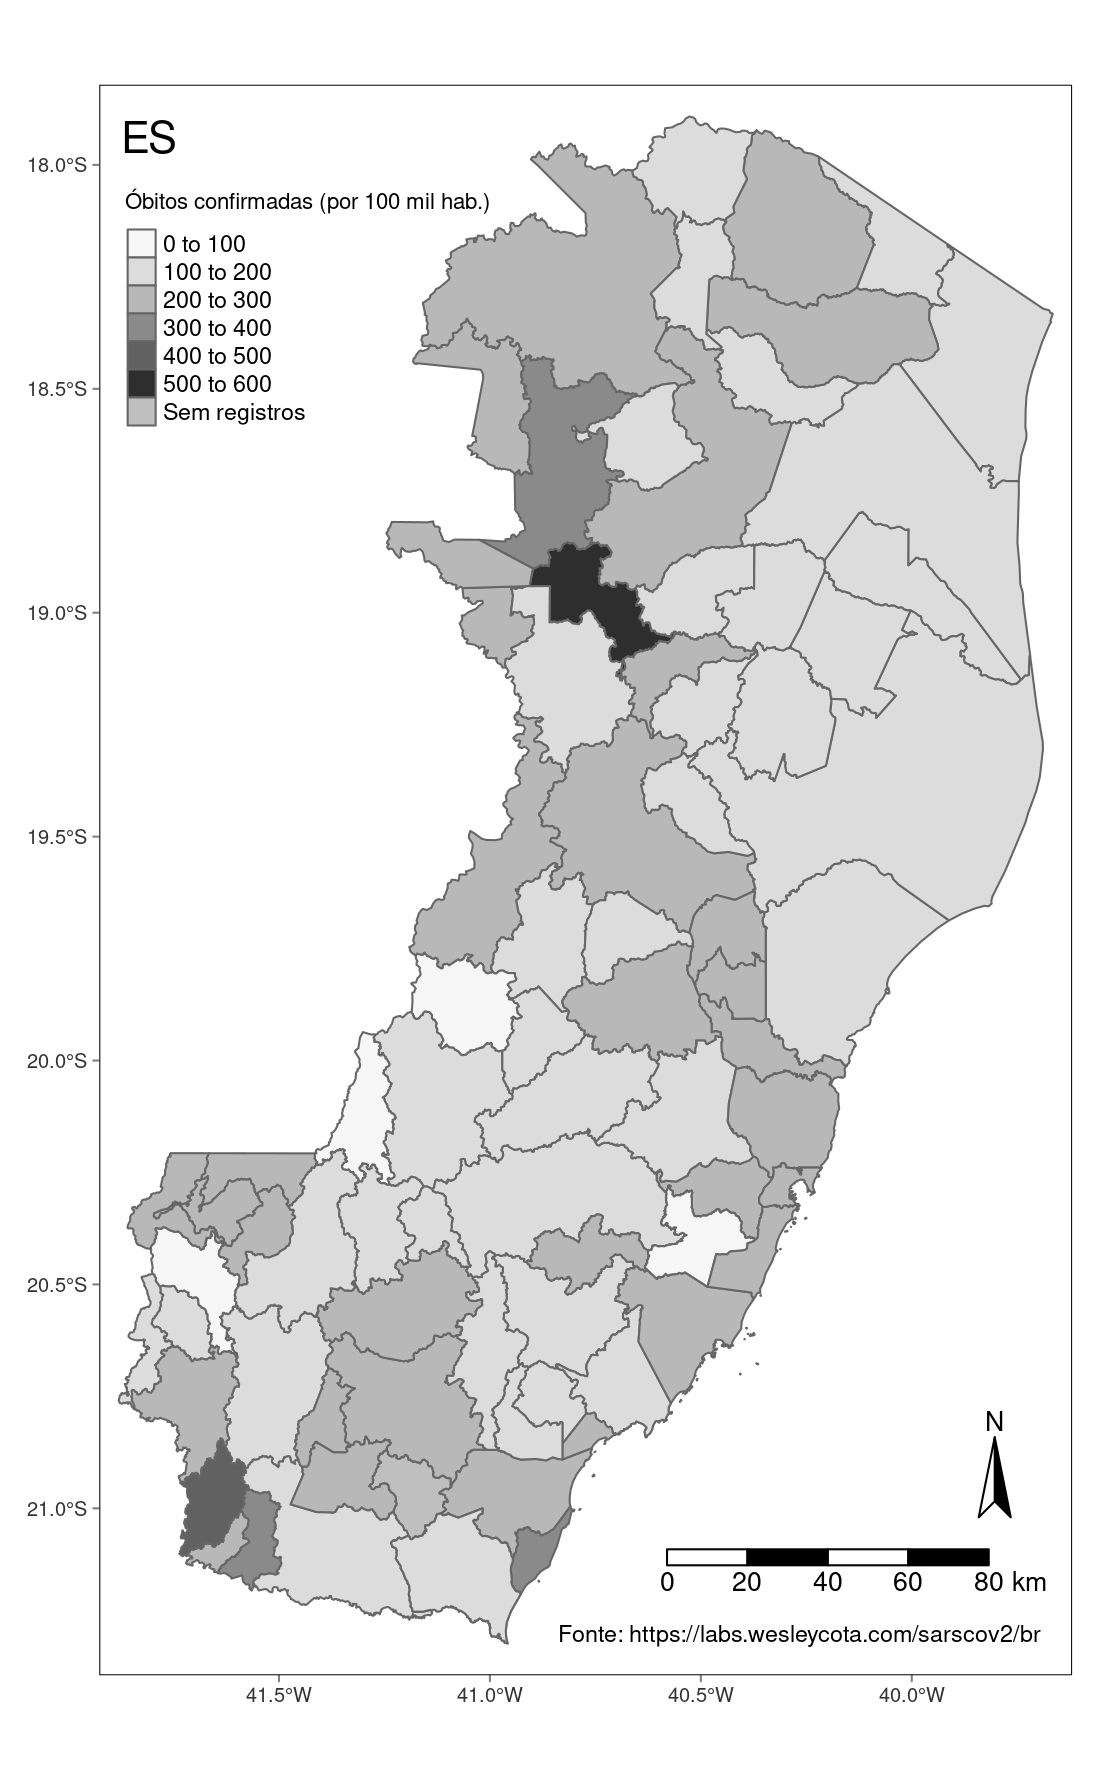 ES
Óbitos confirmadas (por 100 mil hab.)
0 to 100
100 to 200
200 to 300
300 to 400
400 to 500
500 to 600
Sem registros
18.0°S
18.5°S
19.0°S
19.5°S
20.0°S
20.5°S
21.0°S
N
0 20 40 60 80 km
Fonte: https://labs.wesleycota.com/sarscov2/br
41.5°W 41.0°W 40.5°W 40.0°W